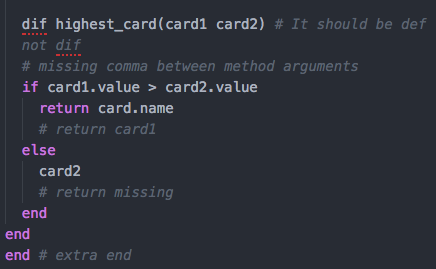 dif highest_card(card1 card2) # It should be def
not dif
# missing comma between method arguments
if card1.value > card2.value
return card.name
# return card1
else
card2
# return missing
end
end
end # extra end